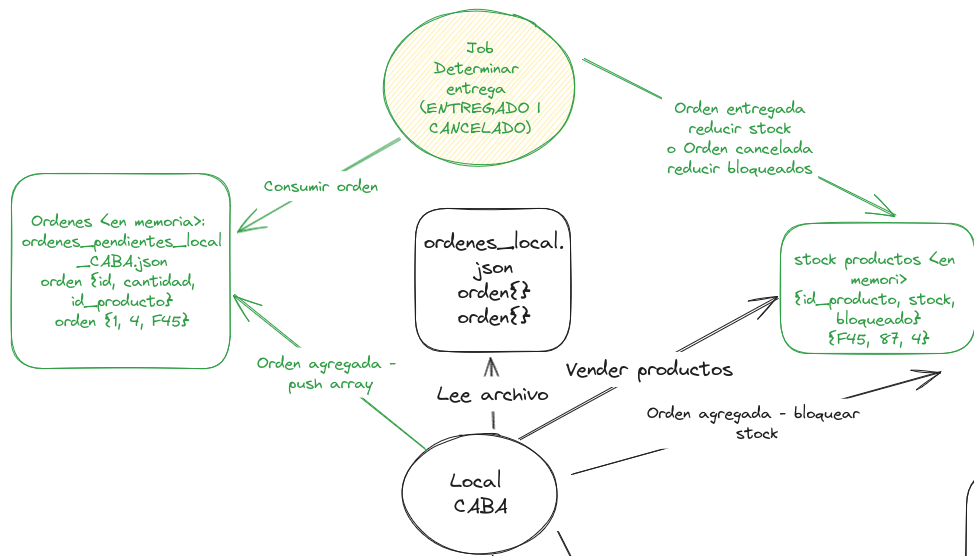 Job
Determinar
entrega
(ENTREGADO |
CANCELADO)
Orden entregada
reducir stock
o Orden cancelada
reducir bloqueados
Consumir orden
Ordenes <en memoria>:
ordenes_pendientes_local
_CABA.json
orden {id, cantidad,
id_producto}
orden {1, 4, F45}
ordenes_local.
json
orden{}
orden{}
stock productos <en
memori>
{id_producto, stock,
bloqueado}
{F45, 87, 4}
Orden agregada -
push array
Lee archivo
Vender productos
Orden agregada - bloquear
stock
Local
CABA